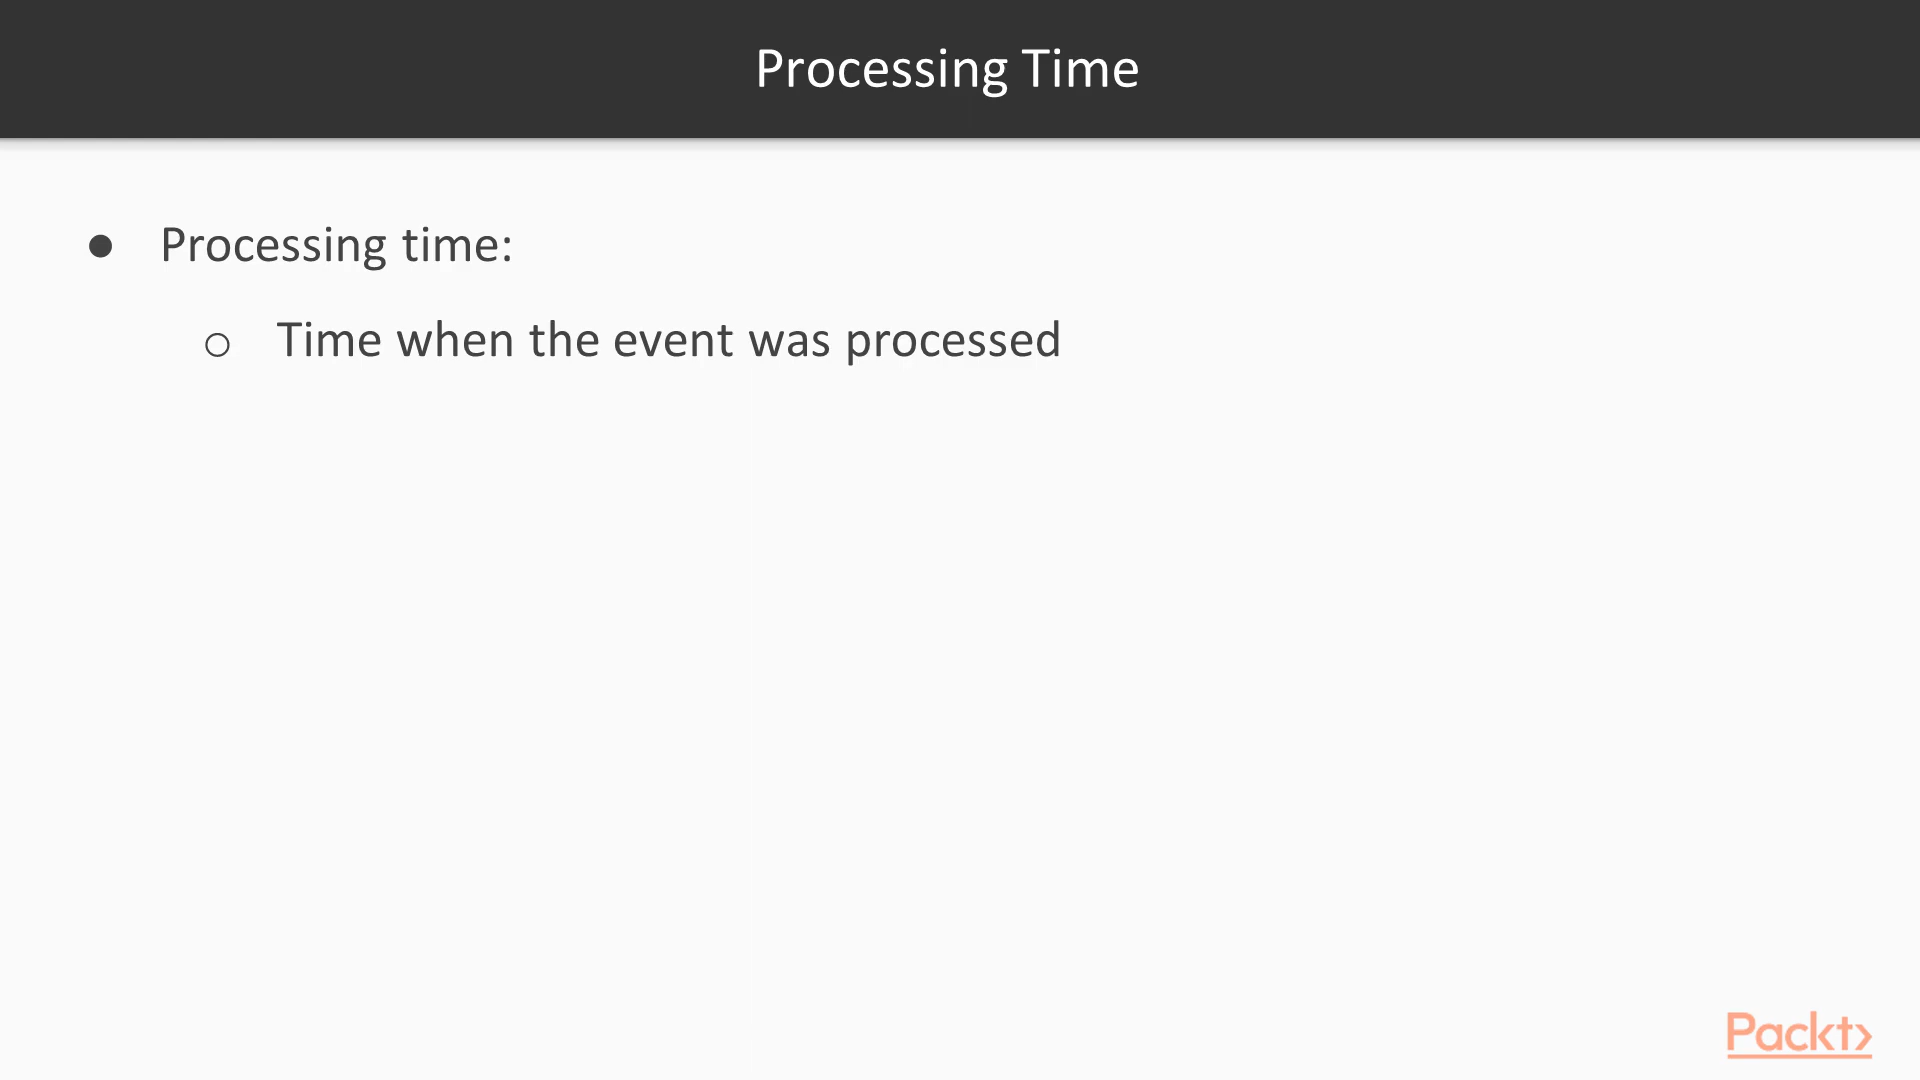 Processing Time
● Processing time:
○ Time when the event was processed
Packt>